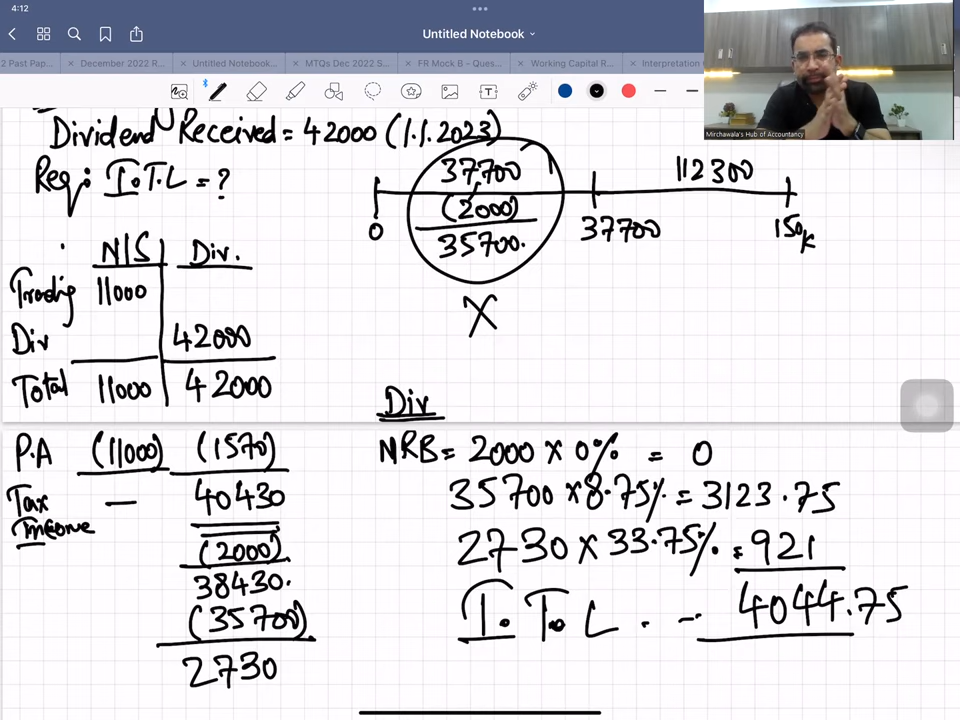 4:12
Untitled Notebook
2 Past Pap...
December 2022 R...
Untitled Notebook...
MTQs Dec 2022 S...
FR Mock B - Ques...
Working Capital R...
Interpretation
Mirchawala's Hub of Accountancy
Dividend Received = 42000 (1.1.2023)
Req: I.T.L = ?
37700
(2000)
35700.
112300
0
37700
150k
X
N/S Div.
Tradig 11000
Div 42000
Total 11000 42000
P.A (11000) (1570)
Tax Income — 40430
(2000)
38430.
(35700)
2730
Div
NRB = 2000 x 0% = 0
35700 x 8.75% = 3123.75
2730 x 33.75% = 921
I.T.L. - 4044.75